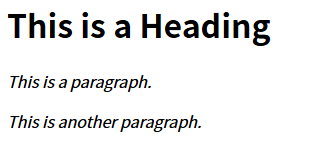 This is a Heading
This is a paragraph.
This is another paragraph.